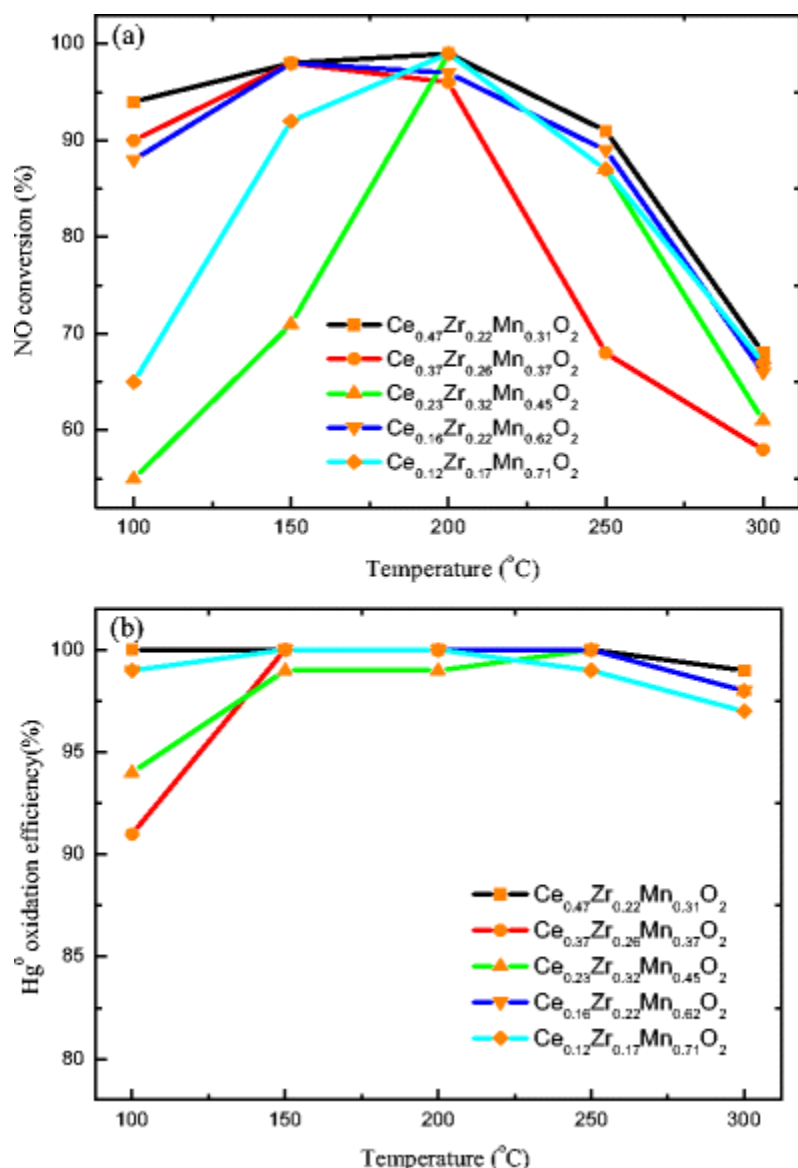 (a)
100
90
80
70
60
NO conversion (%)
Ce0.47Zr0.22Mn0.31O2
Ce0.37Zr0.26Mn0.37O2
Ce0.23Zr0.32Mn0.45O2
Ce0.16Zr0.22Mn0.62O2
Ce0.12Zr0.17Mn0.71O2
100 150 200 250 300
Temperature (°C)
(b)
100
95
90
85
80
Hg⁰ oxidation efficiency(%)
Ce0.47Zr0.22Mn0.31O2
Ce0.37Zr0.26Mn0.37O2
Ce0.23Zr0.32Mn0.45O2
Ce0.16Zr0.22Mn0.62O2
Ce0.12Zr0.17Mn0.71O2
100 150 200 250 300
Temperature (°C)